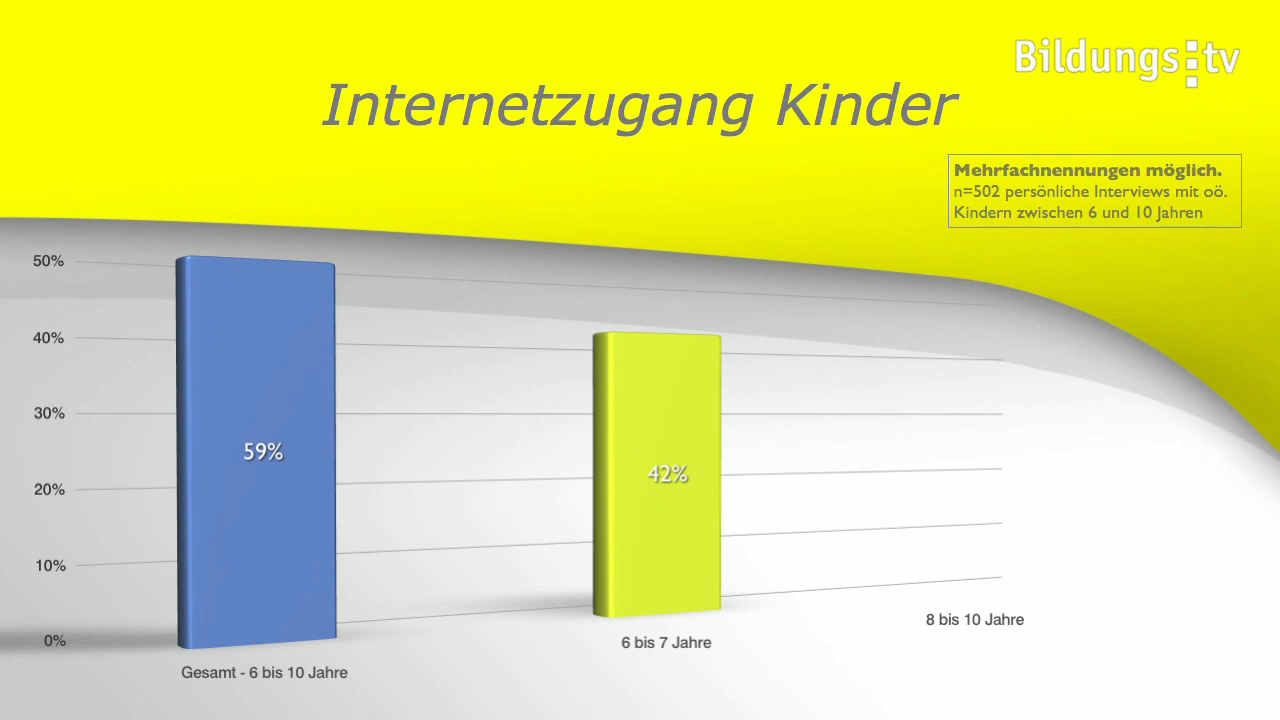 Bildungs:tv
Internetzugang Kinder
Mehrfachnennungen möglich.
n=502 persönliche Interviews mit oö.
Kindern zwischen 6 und 10 Jahren
50%
40%
30%
20%
10%
0%
59%
42%
Gesamt - 6 bis 10 Jahre
6 bis 7 Jahre
8 bis 10 Jahre